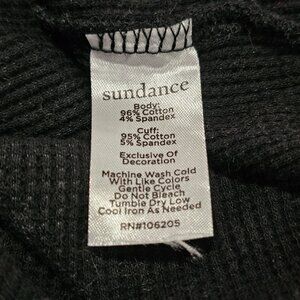 sundance
Body:
96% Cotton
4% Spandex
Cuff:
95% Cotton
5% Spandex
Exclusive Of
Decoration
Machine Wash Cold
With Like Colors
Gentle Cycle
Do Not Bleach
Tumble Dry Low
Cool Iron As Needed
RN#106205